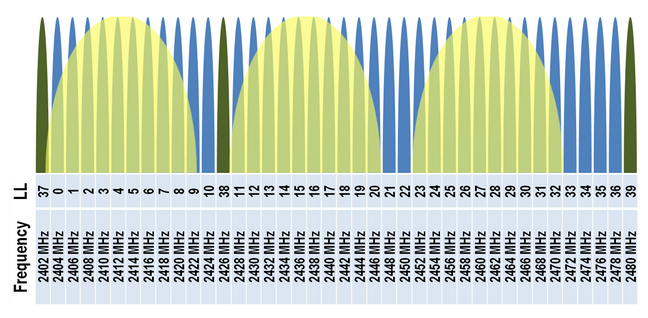 LL 37 0 1 2 3 4 5 6 7 8 9 10 38 11 12 13 14 15 16 17 18 19 20 21 22 23 24 25 26 27 28 29 30 31 32 33 34 35 36 39
Frequency 2402 MHz 2404 MHz 2406 MHz 2408 MHz 2410 MHz 2412 MHz 2414 MHz 2416 MHz 2418 MHz 2420 MHz 2422 MHz 2424 MHz 2426 MHz 2428 MHz 2430 MHz 2432 MHz 2434 MHz 2436 MHz 2438 MHz 2440 MHz 2442 MHz 2444 MHz 2446 MHz 2448 MHz 2450 MHz 2452 MHz 2454 MHz 2456 MHz 2458 MHz 2460 MHz 2462 MHz 2464 MHz 2466 MHz 2468 MHz 2470 MHz 2472 MHz 2474 MHz 2476 MHz 2478 MHz 2480 MHz